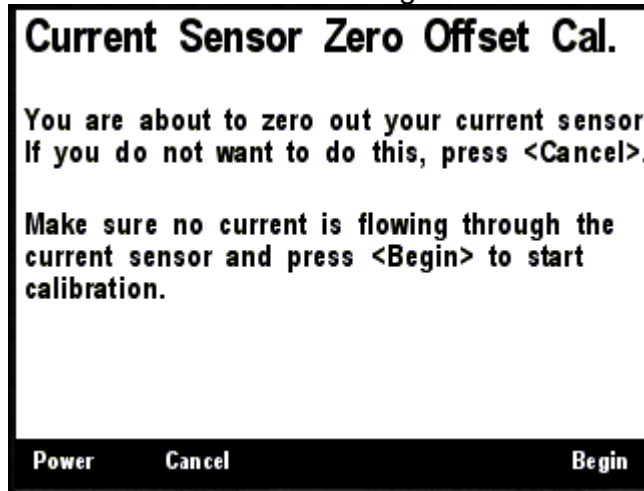 Current Sensor Zero Offset Cal.
You are about to zero out your current sensor
If you do not want to do this, press <Cancel>.
Make sure no current is flowing through the
current sensor and press <Begin> to start
calibration.
Power Cancel Begin